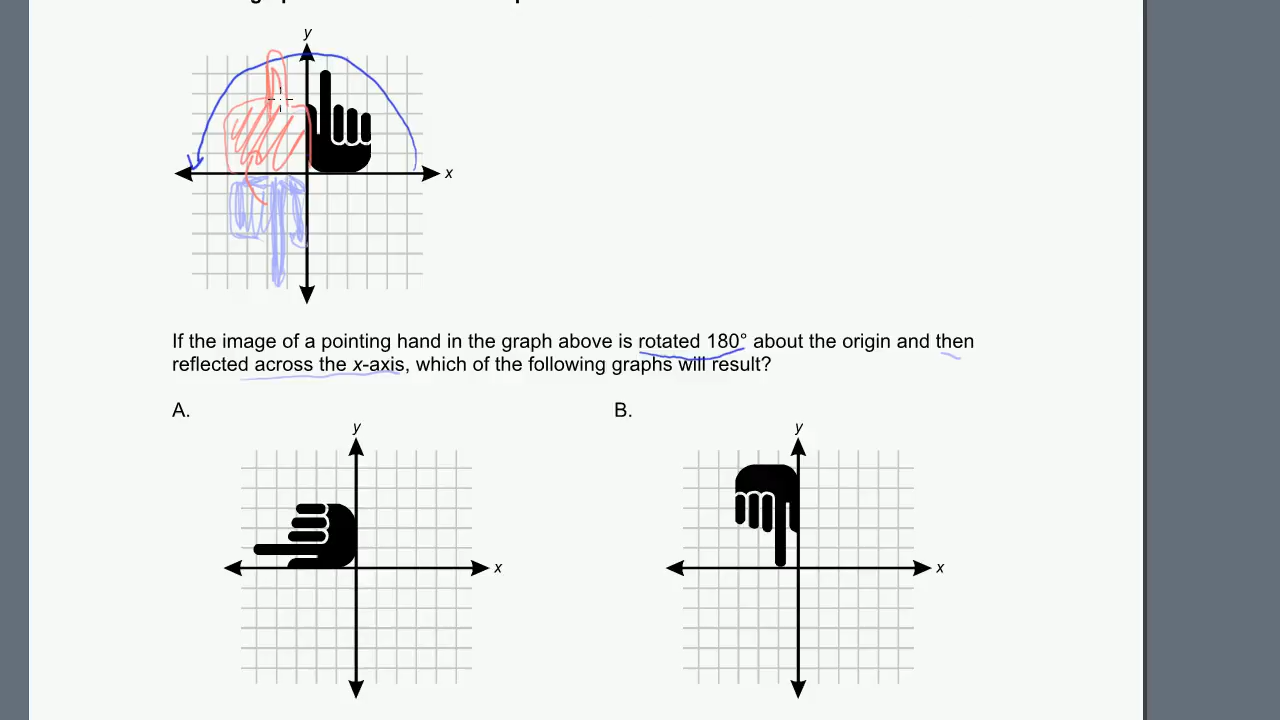 y
x
If the image of a pointing hand in the graph above is rotated 180° about the origin and then
reflected across the x-axis, which of the following graphs will result?
A.
B.
y
y
x
x